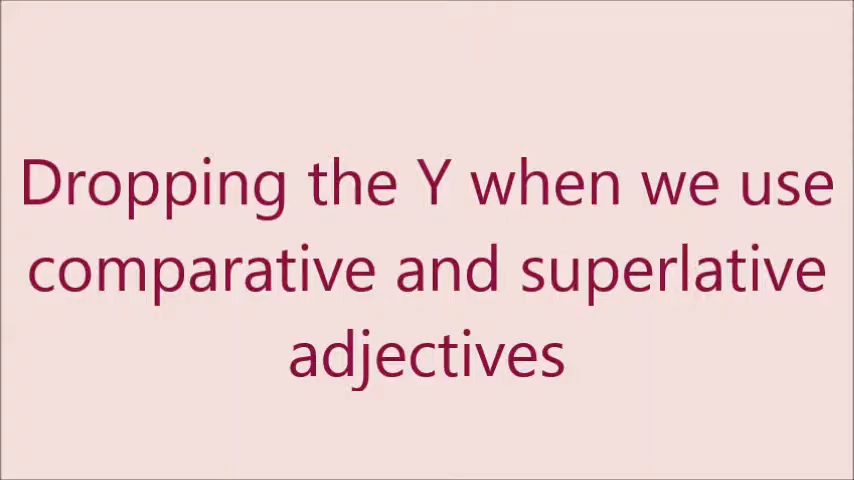 Dropping the Y when we use
comparative and superlative
adjectives